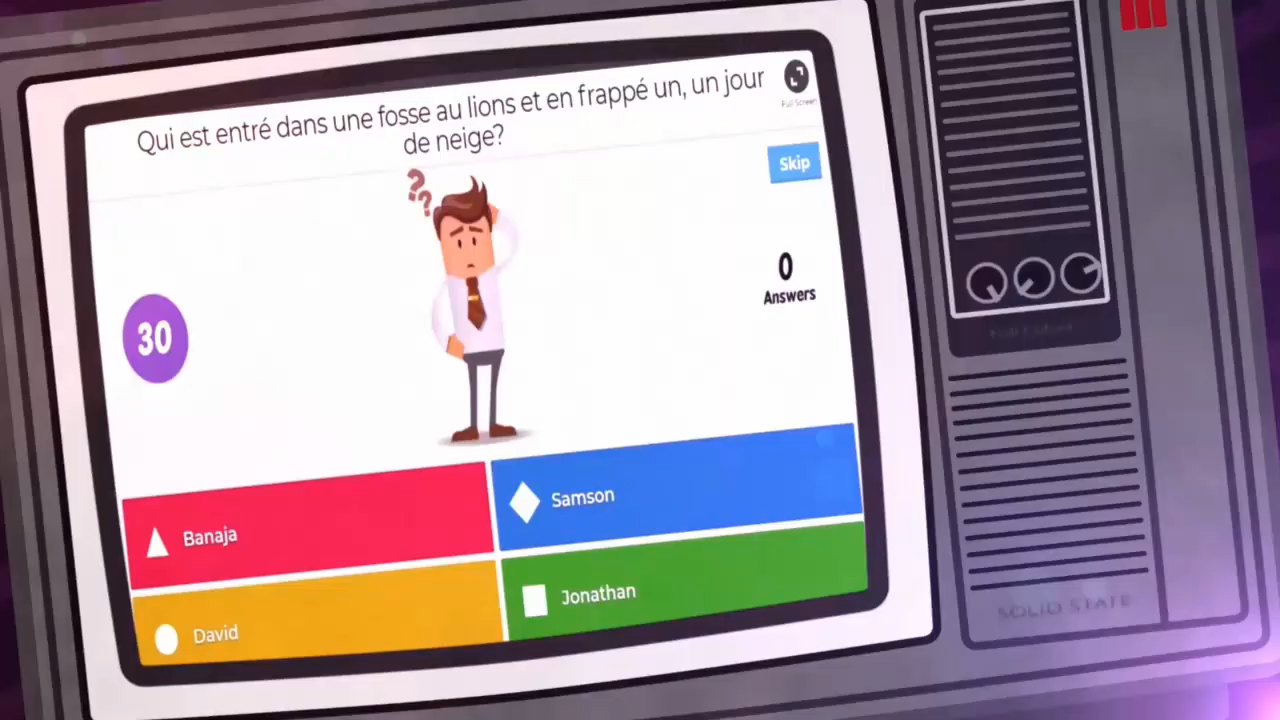 Qui est entré dans une fosse au lions et en frappé un, un jour
de neige?
Full Screen
Skip
30
0
Answers
Banaja
Samson
David
Jonathan
SOLID STATE